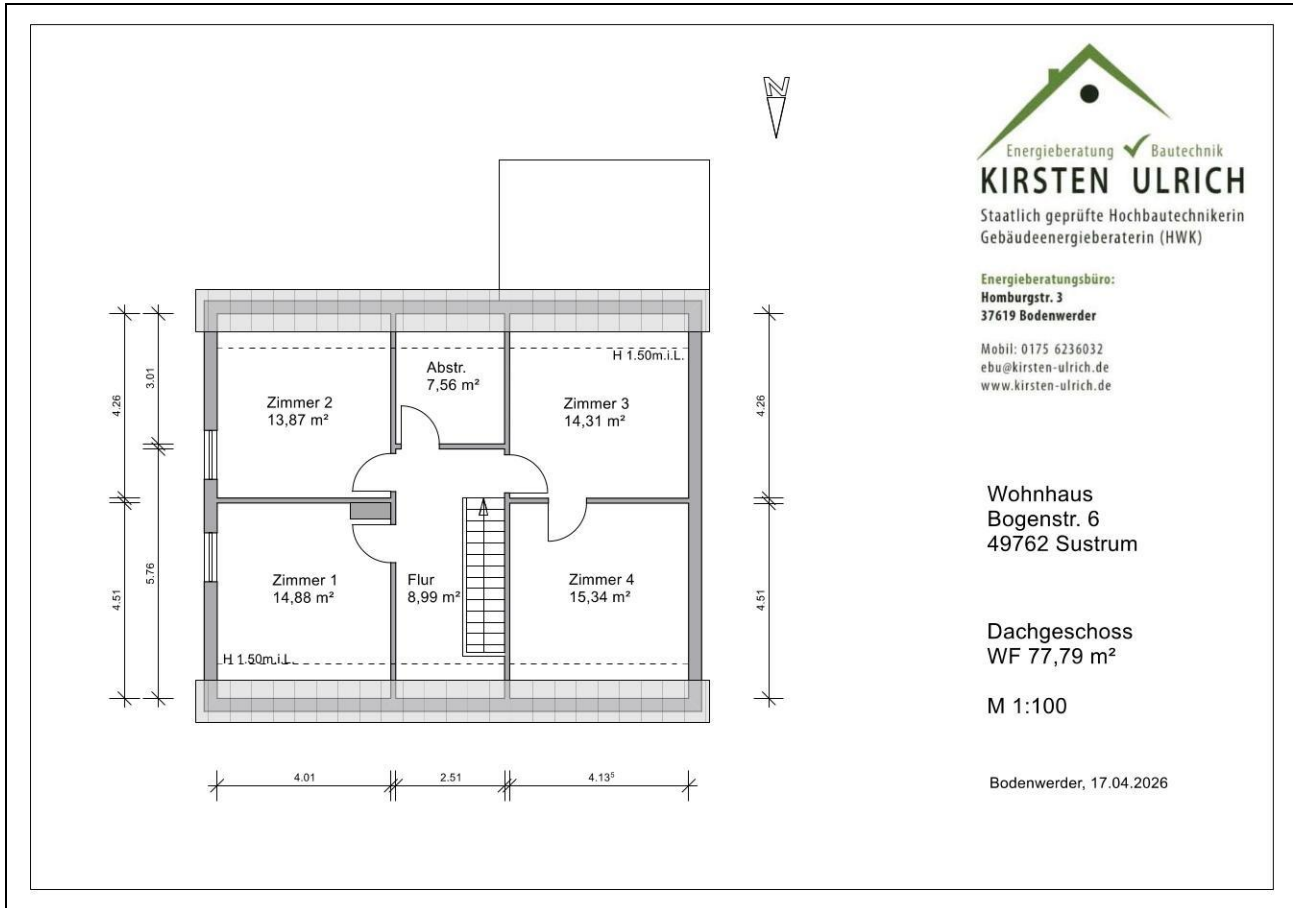 N
Energieberatung Bautechnik
KIRSTEN ULRICH
Staatlich geprüfte Hochbautechnikerin
Gebäudeenergieberaterin (HWK)
Energieberatungsbüro:
Homburgstr. 3
37619 Bodenwerder
Mobil: 0175 6236032
ebu@kirsten-ulrich.de
www.kirsten-ulrich.de
H 1.50m.i.L.
Abstr.
7,56 m²
Zimmer 2
13,87 m²
Zimmer 3
14,31 m²
4.26
3.01
4.26
Zimmer 1
14,88 m²
Flur
8,99 m²
Zimmer 4
15,34 m²
4.51
5.76
4.51
H 1.50m.i.L.
4.01
2.51
4.13⁵
Wohnhaus
Bogenstr. 6
49762 Sustrum
Dachgeschoss
WF 77,79 m²
M 1:100
Bodenwerder, 17.04.2026